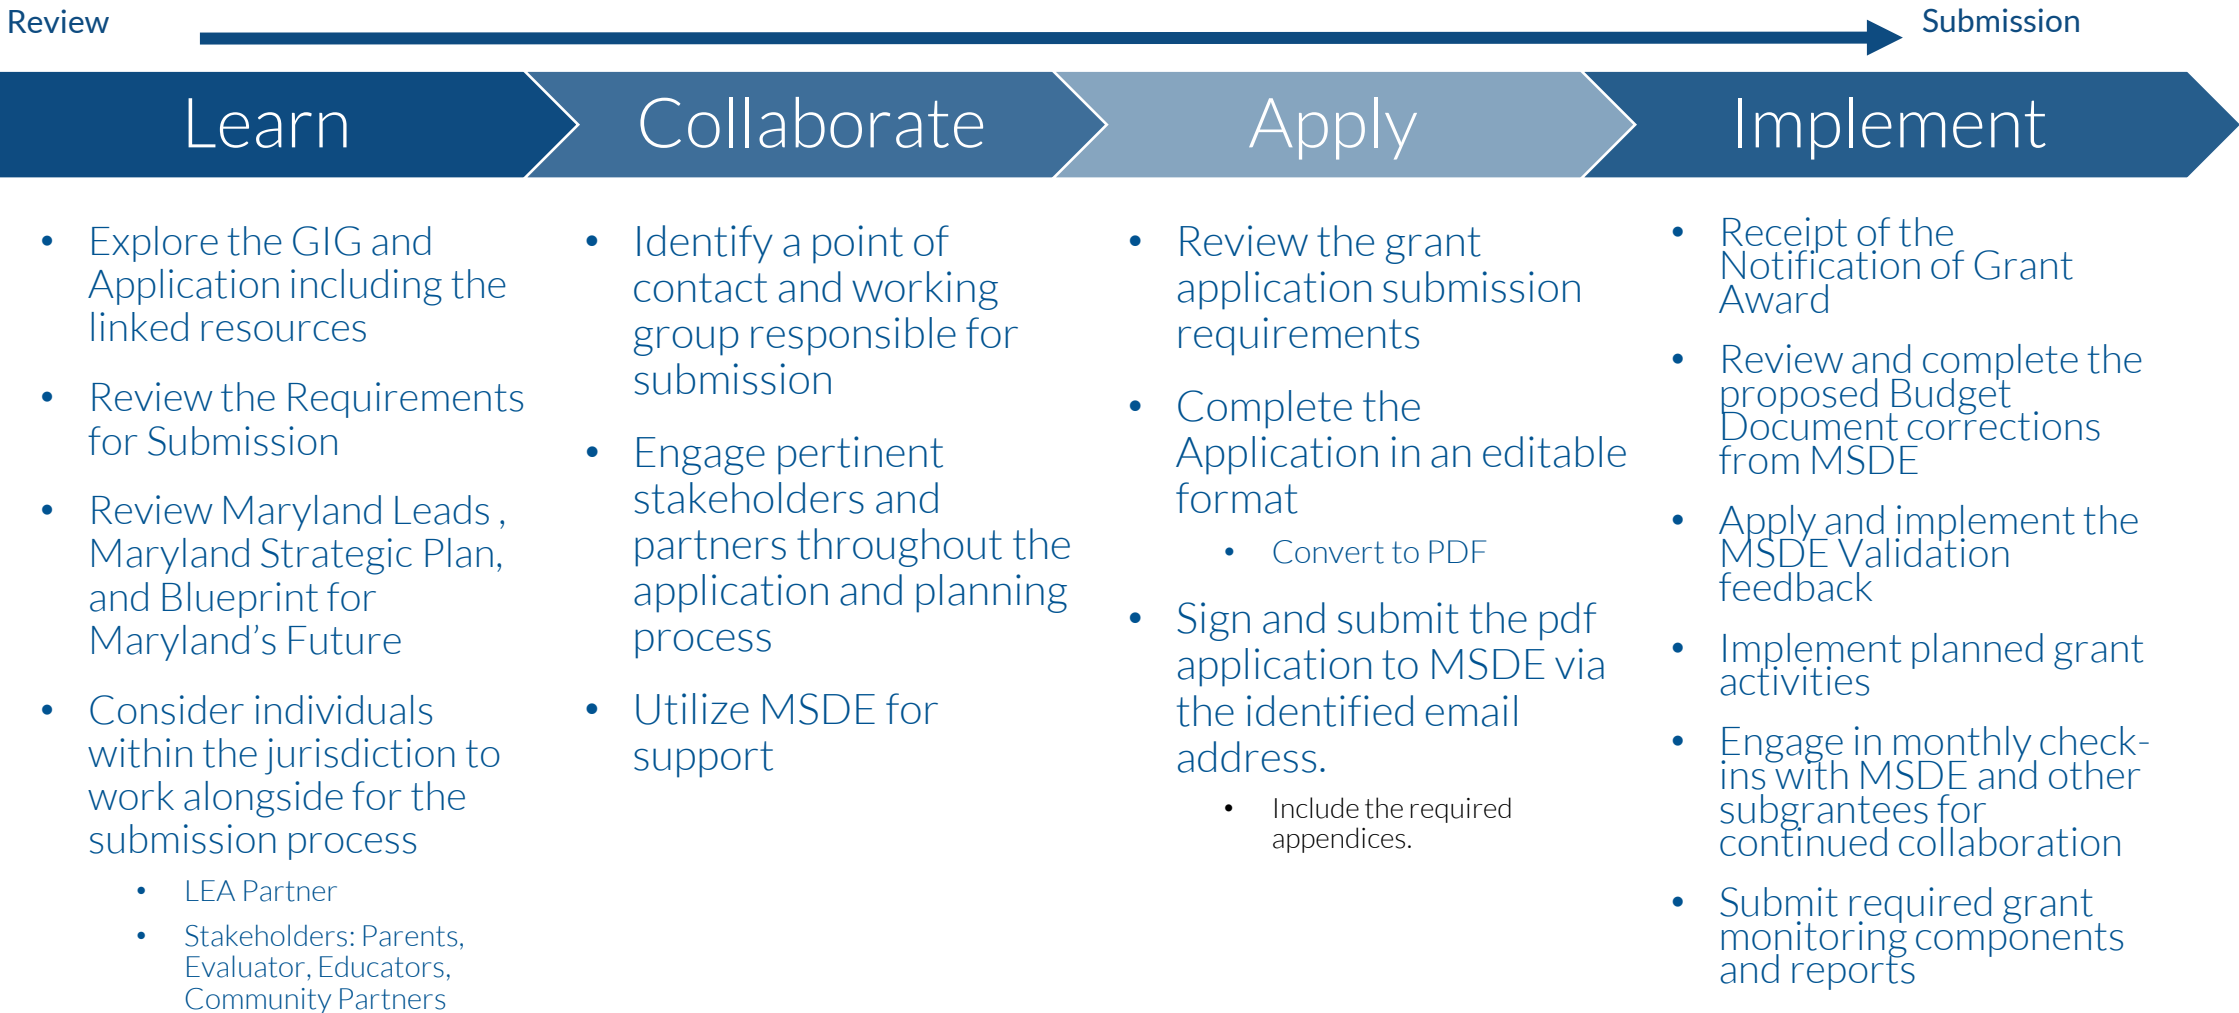 Review
Submission
Learn
Collaborate
Apply
Implement
• Explore the GIG and
Application including the
linked resources
• Review the Requirements
for Submission
• Review Maryland Leads ,
Maryland Strategic Plan,
and Blueprint for
Maryland’s Future
• Consider individuals
within the jurisdiction to
work alongside for the
submission process
• LEA Partner
• Stakeholders: Parents,
Evaluator, Educators,
Community Partners
• Identify a point of
contact and working
group responsible for
submission
• Engage pertinent
stakeholders and
partners throughout the
application and planning
process
• Utilize MSDE for
support
• Review the grant
application submission
requirements
• Complete the
Application in an editable
format
• Convert to PDF
• Sign and submit the pdf
application to MSDE via
the identified email
address.
• Include the required
appendices.
• Receipt of the
Notification of Grant
Award
• Review and complete the
proposed Budget
Document corrections
from MSDE
• Apply and implement the
MSDE Validation
feedback
• Implement planned grant
activities
• Engage in monthly check-
ins with MSDE and other
subgrantees for
continued collaboration
• Submit required grant
monitoring components
and reports